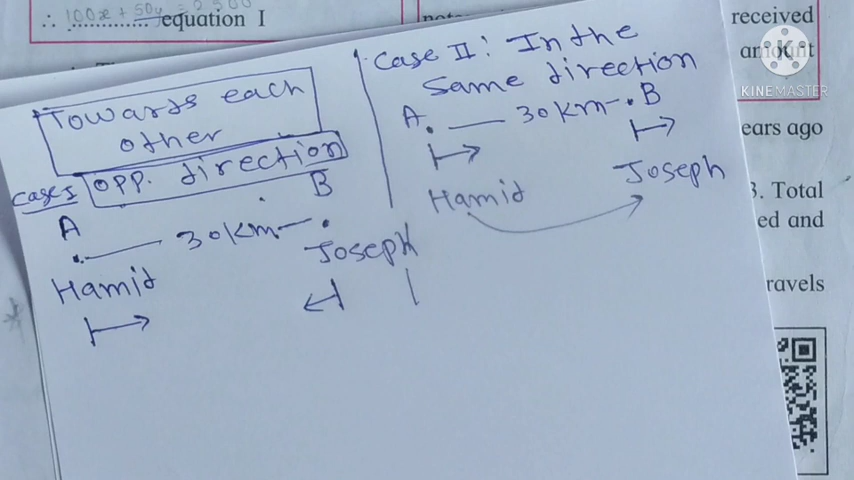 ∴ 100x + 50y = 2500 equation I
Towards each
other
Case I opp. direction
A B
30km
Hamid Joseph
Case II: In the
Same direction
A 30km B
Hamid Joseph
received
amount
KINEMASTER
ears ago
3. Total
ed and
ravels